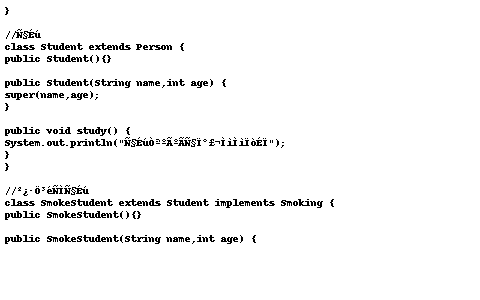 }
//Ñ§Éú
class Student extends Person {
public Student(){}
public Student(String name,int age) {
super(name,age);
}
public void study() {
System.out.println("Ñ§ÉúÒªºÃºÃÑ§Ï°£¬ÌìÌìÏòÉÏ");
}
}
//²¿·Ö³éÑÌÑ§Éú
class SmokeStudent extends Student implements Smoking {
public SmokeStudent(){}
public SmokeStudent(String name,int age) {